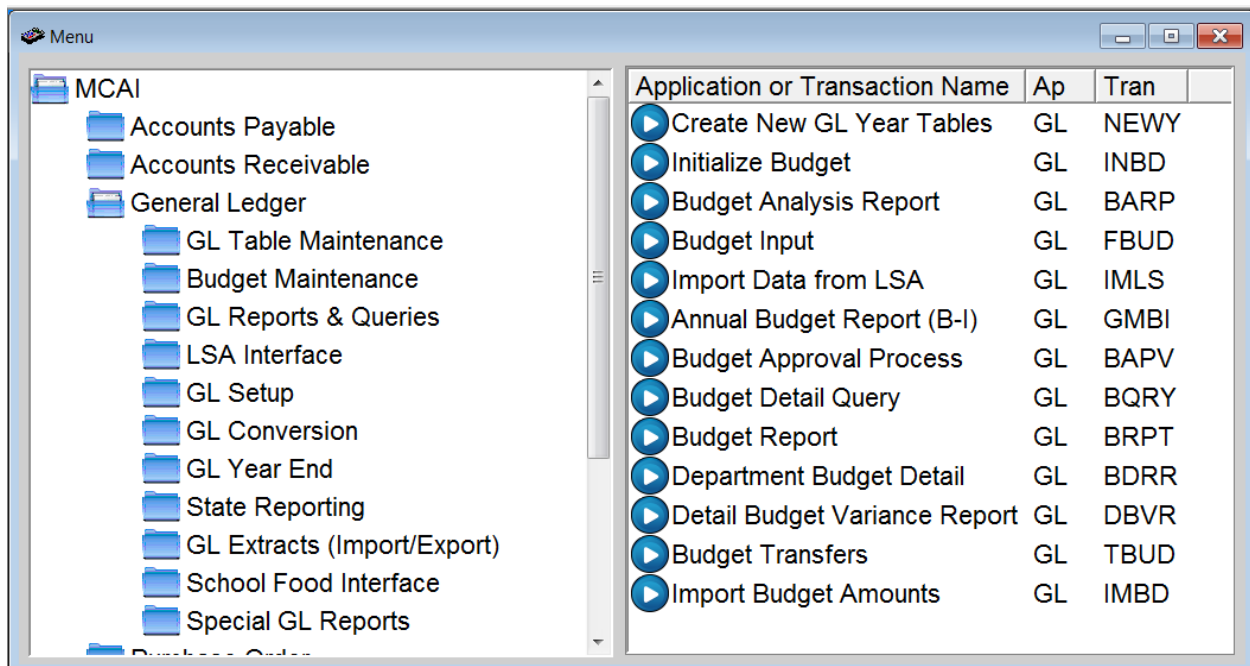 Menu
MCAI
Accounts Payable
Accounts Receivable
General Ledger
GL Table Maintenance
Budget Maintenance
GL Reports & Queries
LSA Interface
GL Setup
GL Conversion
GL Year End
State Reporting
GL Extracts (Import/Export)
School Food Interface
Special GL Reports
Application or Transaction Name Ap Tran
Create New GL Year Tables GL NEWY
Initialize Budget GL INBD
Budget Analysis Report GL BARP
Budget Input GL FBUD
Import Data from LSA GL IMLS
Annual Budget Report (B-I) GL GMBI
Budget Approval Process GL BAPV
Budget Detail Query GL BQRY
Budget Report GL BRPT
Department Budget Detail GL BDRR
Detail Budget Variance Report GL DBVR
Budget Transfers GL TBUD
Import Budget Amounts GL IMBD